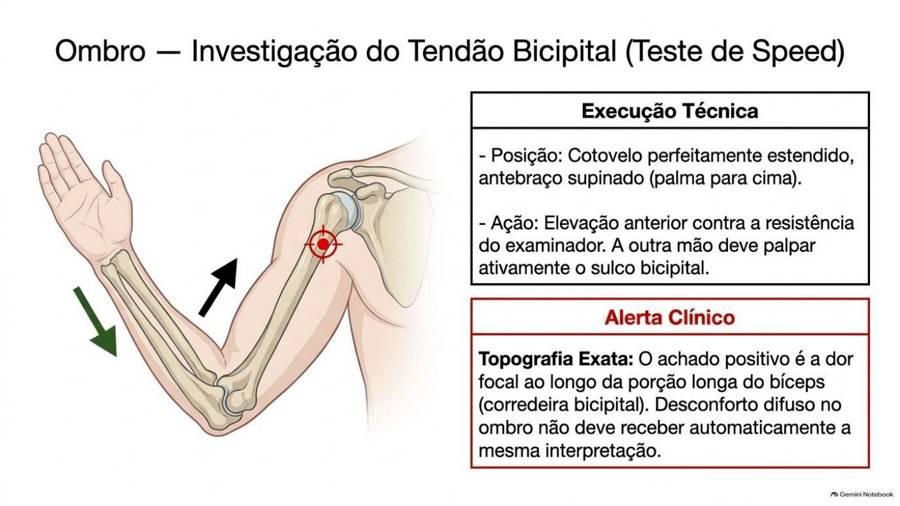 Ombro — Investigação do Tendão Bicipital (Teste de Speed)
Execução Técnica
- Posição: Cotovelo perfeitamente estendido,
antebraço supinado (palma para cima).
- Ação: Elevação anterior contra a resistência
do examinador. A outra mão deve palpar
ativamente o sulco bicipital.
Alerta Clínico
Topografia Exata: O achado positivo é a dor
focal ao longo da porção longa do bíceps
(corredeira bicipital). Desconforto difuso no
ombro não deve receber automaticamente a
mesma interpretação.
Gemini Notebook